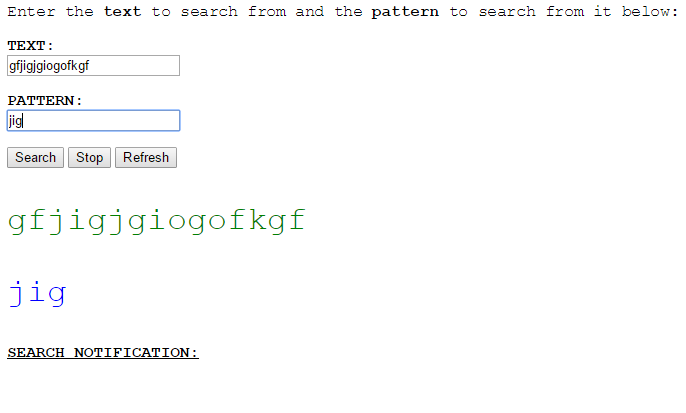 Enter the text to search from and the pattern to search from it below:
TEXT:
gfjigjgiogofkgf
PATTERN:
jig
Search Stop Refresh
gfjigjgiogofkgf
jig
SEARCH NOTIFICATION: